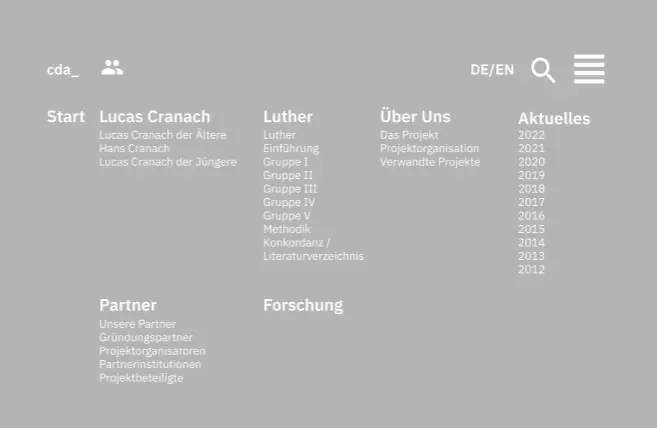 cda_
DE/EN
Start
Lucas Cranach
Lucas Cranach der Ältere
Hans Cranach
Lucas Cranach der Jüngere
Luther
Luther
Einführung
Gruppe I
Gruppe II
Gruppe III
Gruppe IV
Gruppe V
Methodik
Konkordanz /
Literaturverzeichnis
Über Uns
Das Projekt
Projektorganisation
Verwandte Projekte
Aktuelles
2022
2021
2020
2019
2018
2017
2016
2015
2014
2013
2012
Partner
Unsere Partner
Gründungspartner
Projektorganisatoren
Partnerinstitutionen
Projektbeteiligte
Forschung